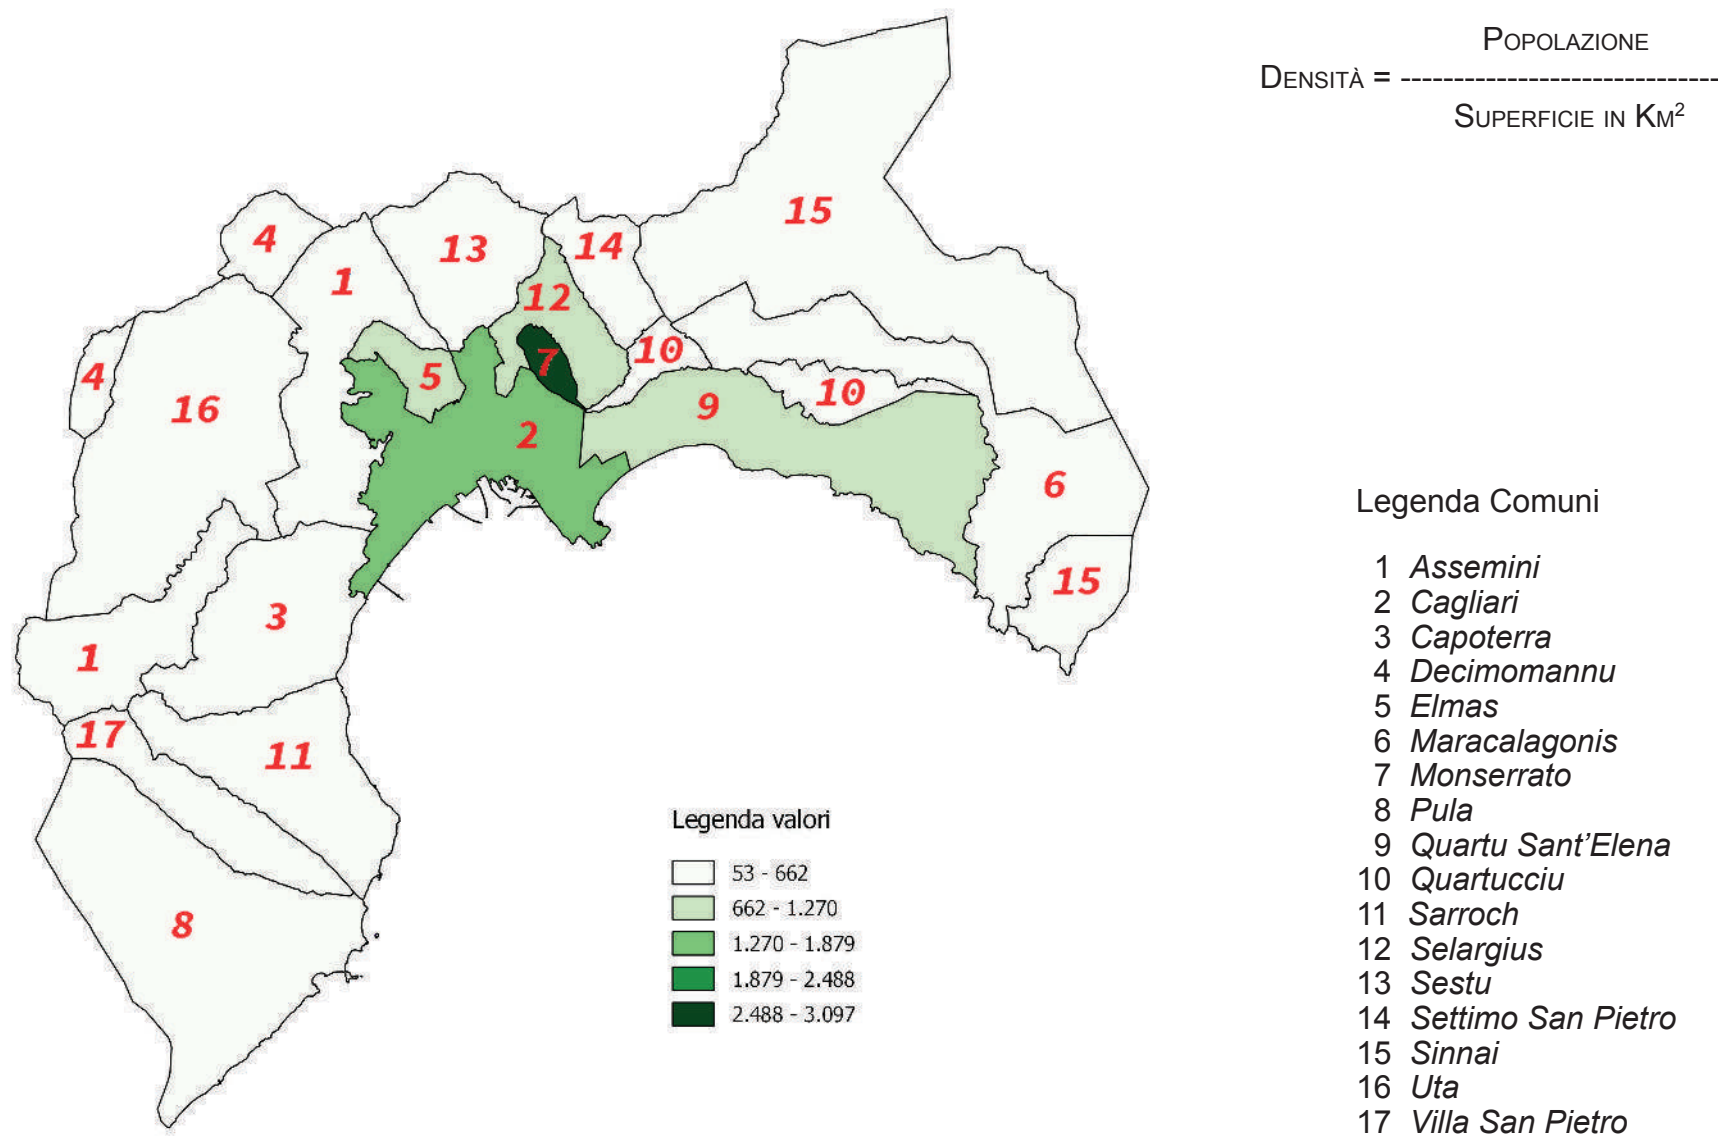 Popolazione
Densità = ------------------------------
Superficie in Km²
15
4
13
14
1
12
10
7
5
4
10
16
9
2
6
15
3
1
17
11
8
Legenda valori
53 - 662
662 - 1.270
1.270 - 1.879
1.879 - 2.488
2.488 - 3.097
Legenda Comuni
1 Assemini
2 Cagliari
3 Capoterra
4 Decimomannu
5 Elmas
6 Maracalagonis
7 Monserrato
8 Pula
9 Quartu Sant’Elena
10 Quartucciu
11 Sarroch
12 Selargius
13 Sestu
14 Settimo San Pietro
15 Sinnai
16 Uta
17 Villa San Pietro